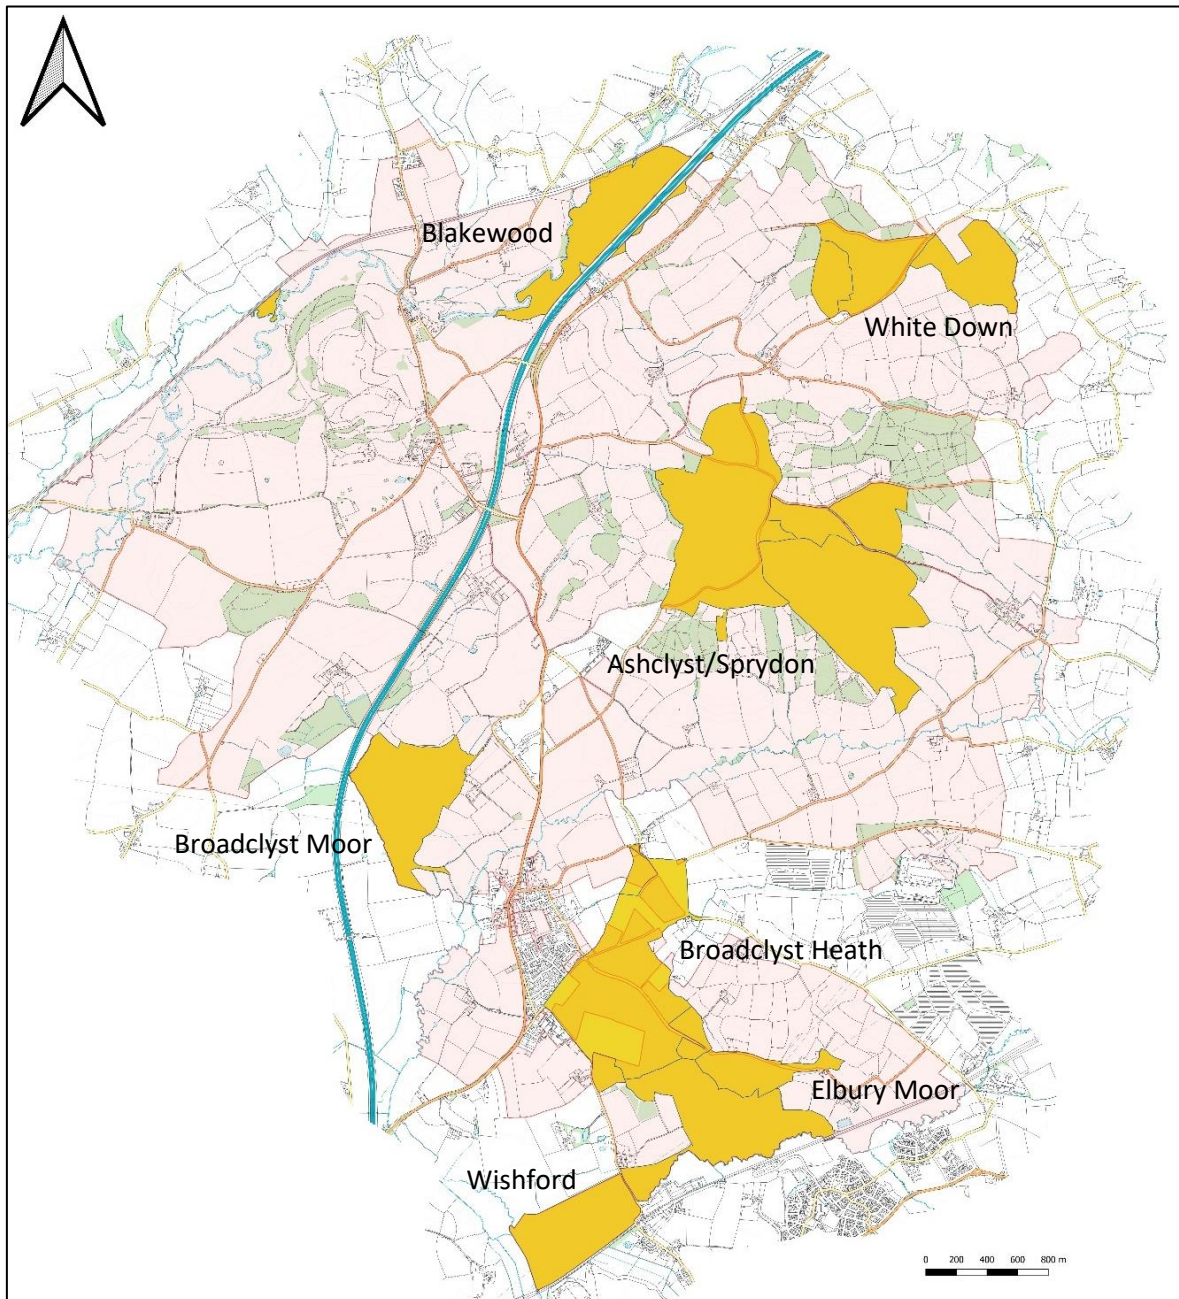 Blakewood
White Down
Ashclyst/Sprydon
Broadclyst Moor
Broadclyst Heath
Elbury Moor
Wishford
0 200 400 600 800 m